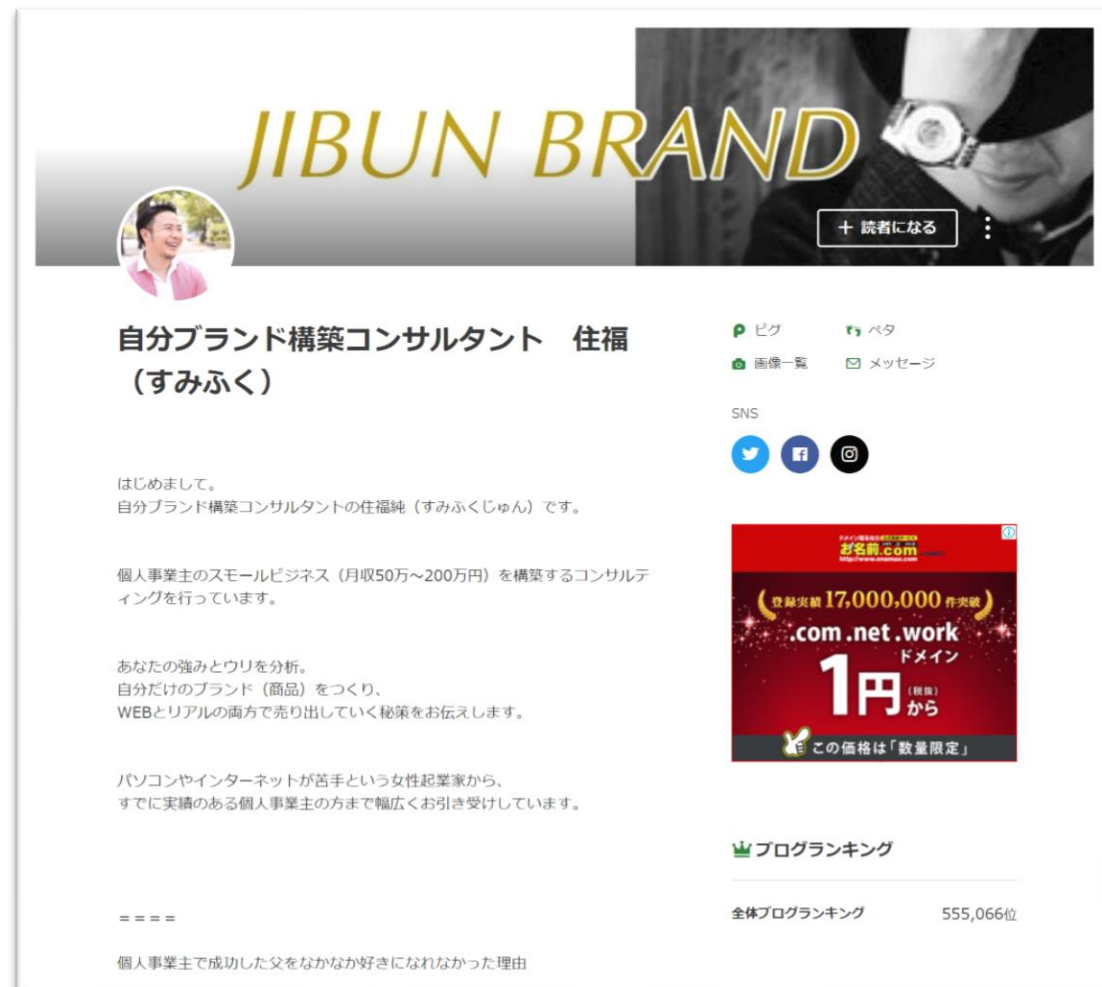 JIBUN BRAND
＋ 読者になる
自分ブランド構築コンサルタント　住福
（すみふく）
はじめまして。
自分ブランド構築コンサルタントの住福純（すみふくじゅん）です。
個人事業主のスモールビジネス（月収50万～200万円）を構築するコンサルテ
ィングを行っています。
あなたの強みとウリを分析。
自分だけのブランド（商品）をつくり、
WEBとリアルの両方で売り出していく秘策をお伝えします。
パソコンやインターネットが苦手という女性起業家から、
すでに実績のある個人事業主の方まで幅広くお引き受けしています。
＝＝＝＝
個人事業主で成功した父をなかなか好きになれなかった理由
ピグ
ペタ
画像一覧
メッセージ
SNS
お名前.com
http://www.onamae.com
登録実績 17,000,000 件突破
.com .net .work
ドメイン
1円
（税抜）
から
この価格は「数量限定」
ブログランキング
全体ブログランキング 555,066位